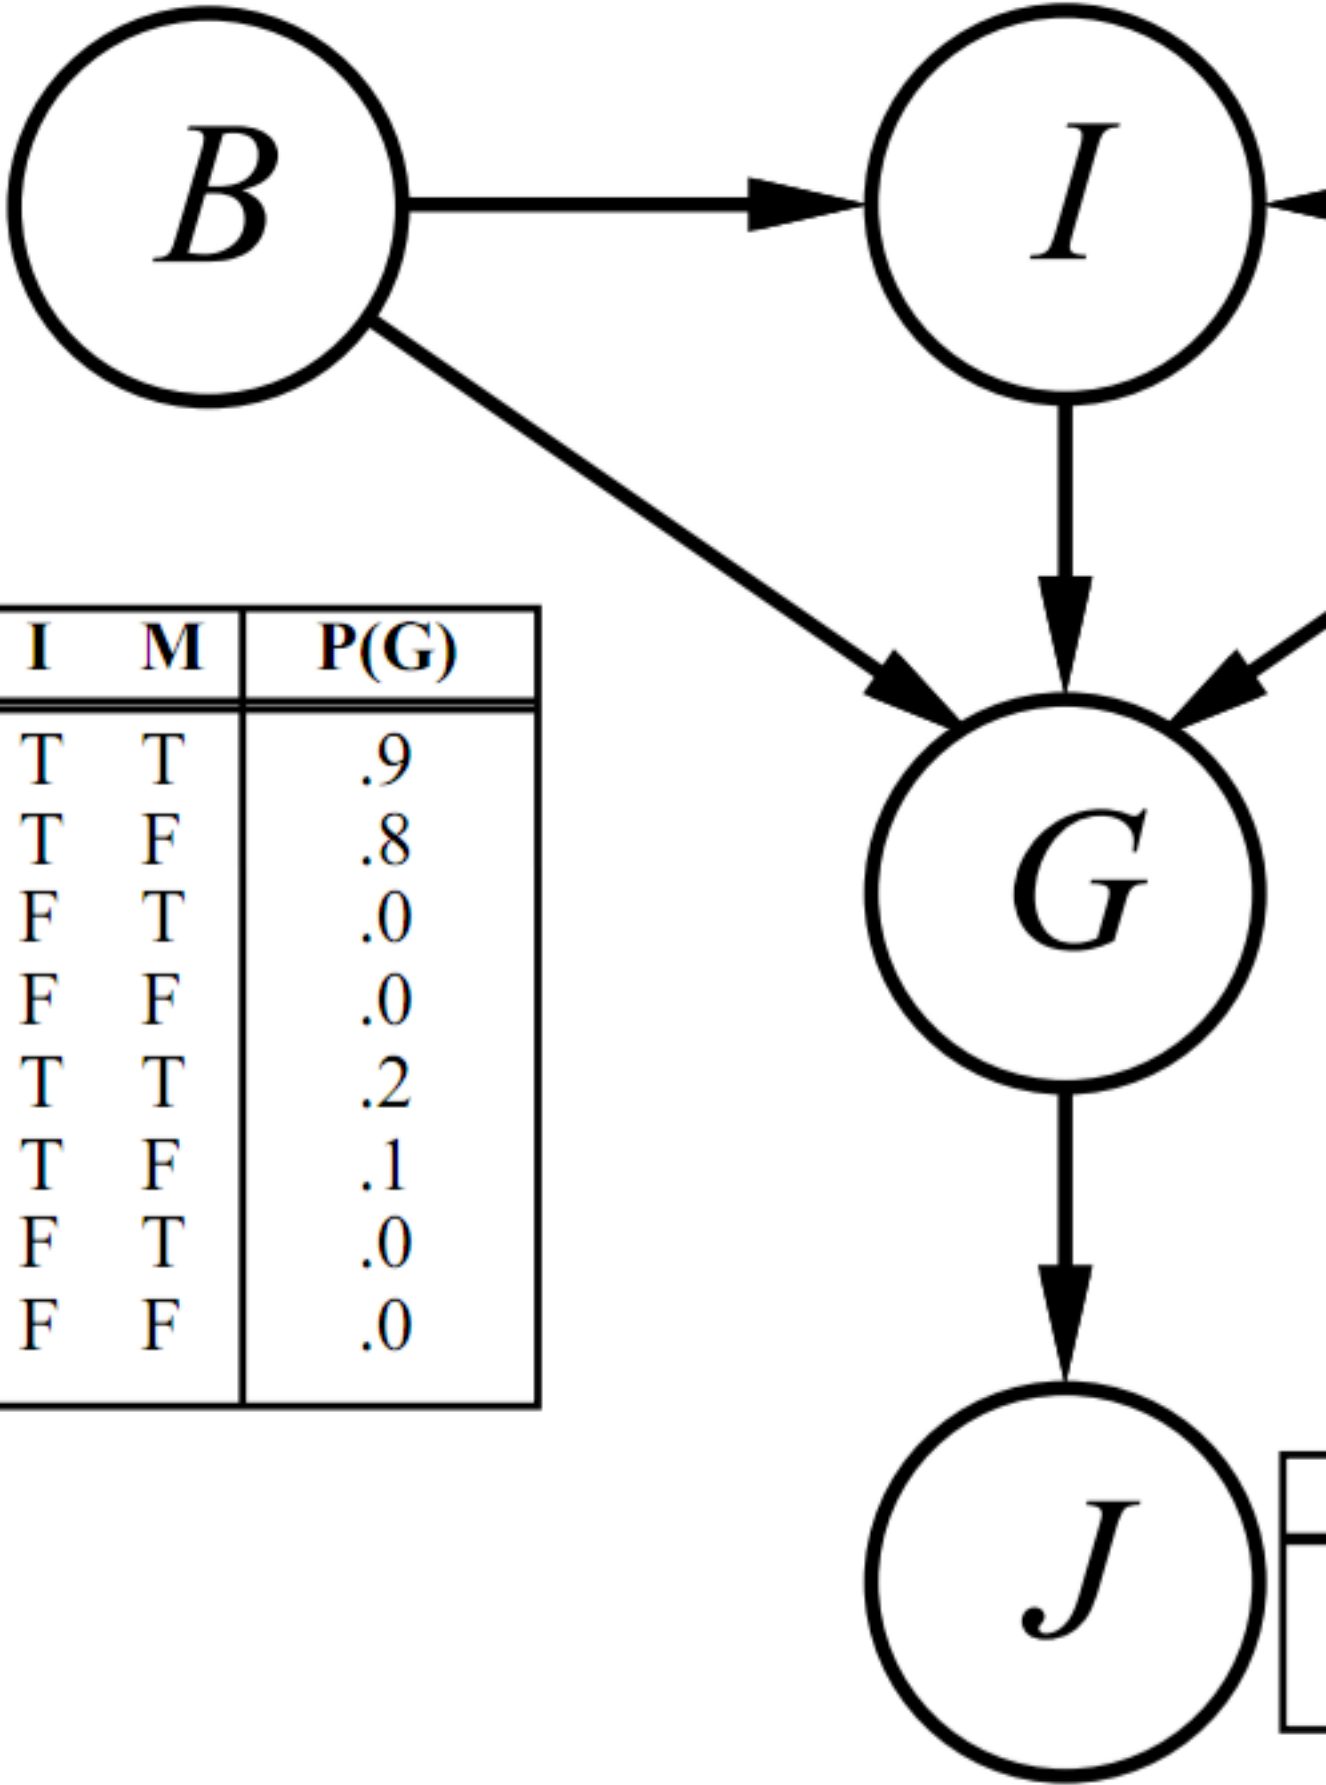 B
I
I M P(G)
T T .9
T F .8
F T .0
F F .0
T T .2
T F .1
F T .0
F F .0
G
J